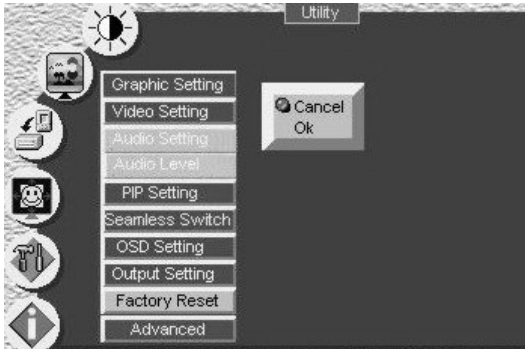 Utility
Graphic Setting
Video Setting
Audio Setting
Audio Level
PIP Setting
Seamless Switch
OSD Setting
Output Setting
Factory Reset
Advanced
Cancel
Ok